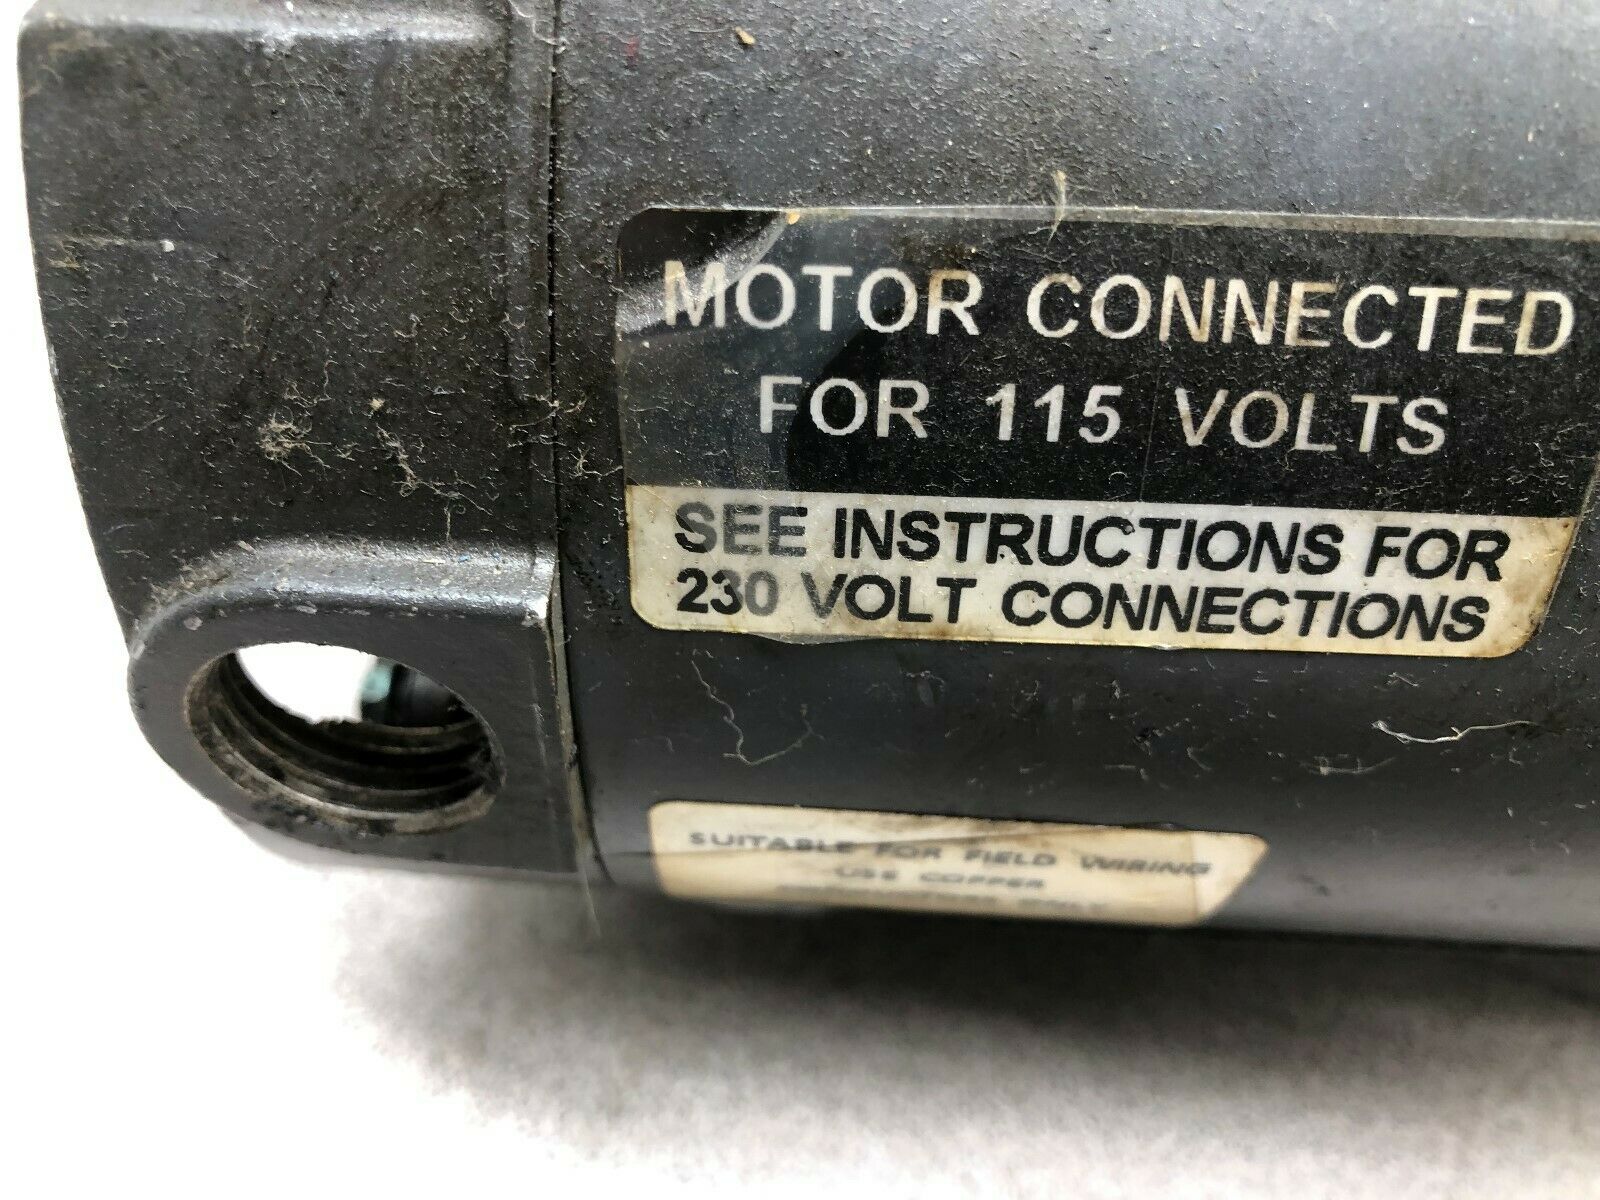 MOTOR CONNECTED
FOR 115 VOLTS
SEE INSTRUCTIONS FOR
230 VOLT CONNECTIONS
SUITABLE FOR FIELD WIRING
USE COPPER